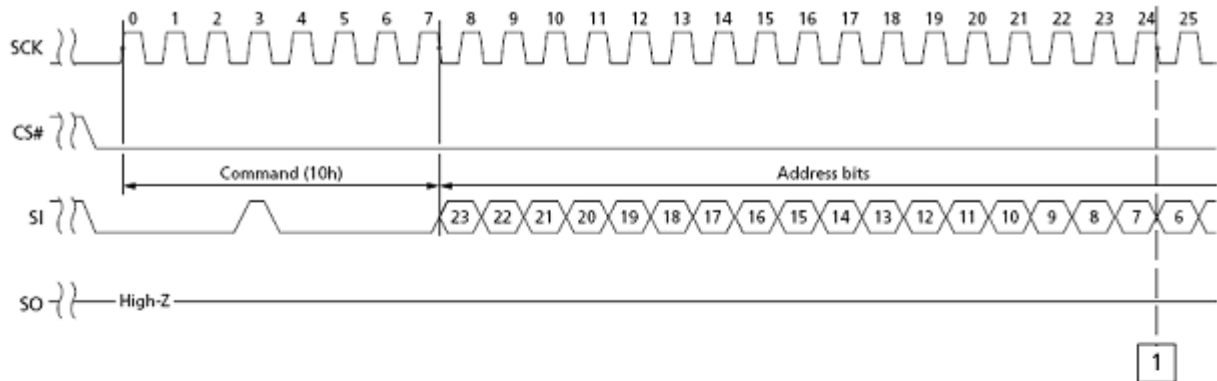 0 1 2 3 4 5 6 7 8 9 10 11 12 13 14 15 16 17 18 19 20 21 22 23 24 25
SCK
CS#
Command (10h) Address bits
SI 23 22 21 20 19 18 17 16 15 14 13 12 11 10 9 8 7 6
SO High-Z
1